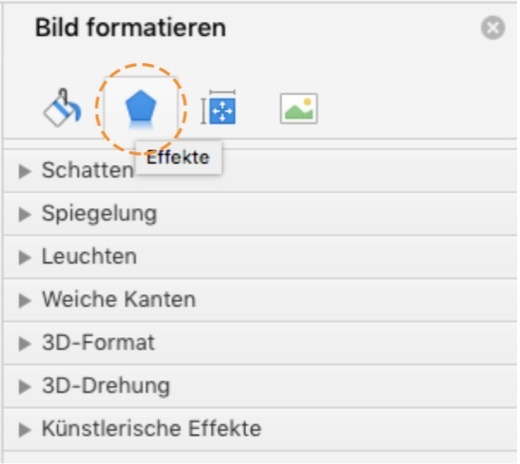 Bild formatieren
Effekte
Schatten
Spiegelung
Leuchten
Weiche Kanten
3D-Format
3D-Drehung
Künstlerische Effekte